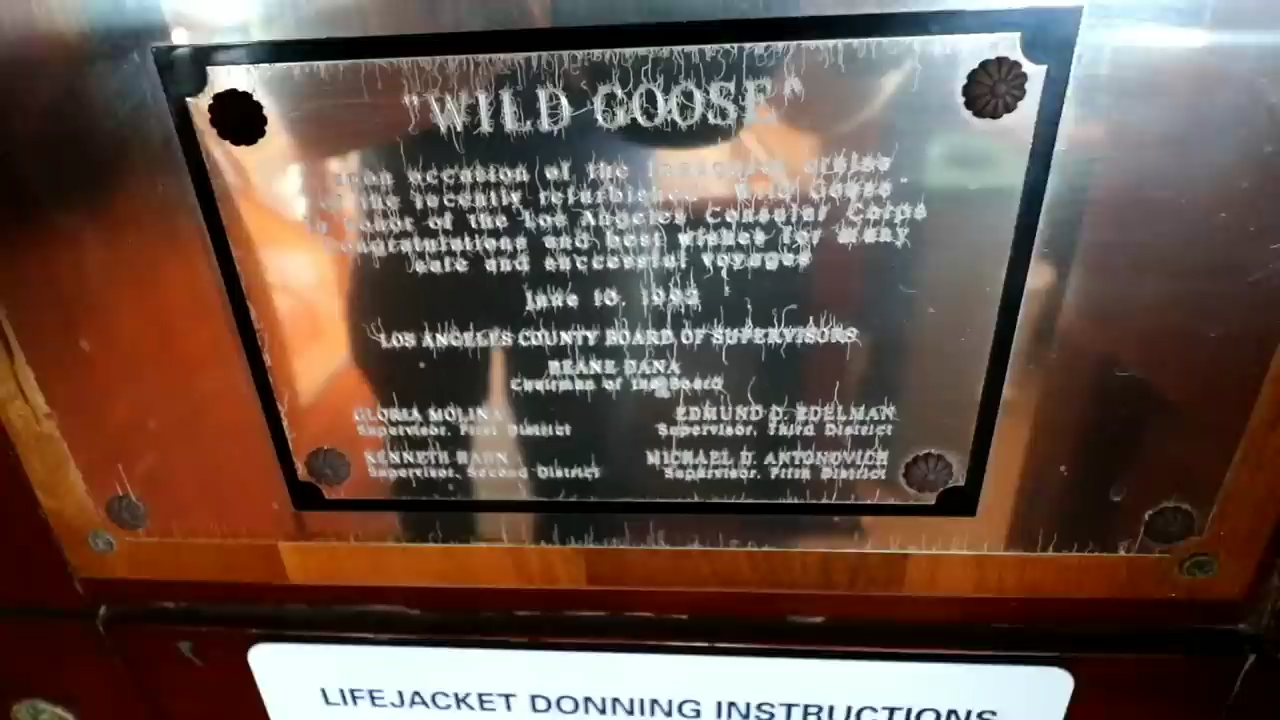 "WILD GOOSE"
upon occasion of the inaugural cruise
of the recently refurbished "Wild Goose"
in honor of the Los Angeles Consular Corps
Congratulations and best wishes for many
safe and successful voyages
June 10, 1992
LOS ANGELES COUNTY BOARD OF SUPERVISORS
DEANE DANA
Chairman of the Board
GLORIA MOLINA EDMUND D. EDELMAN
Supervisor, First District Supervisor, Third District
KENNETH HAHN MICHAEL D. ANTONOVICH
Supervisor, Second District Supervisor, Fifth District
LIFEJACKET DONNING INSTRUCTIONS